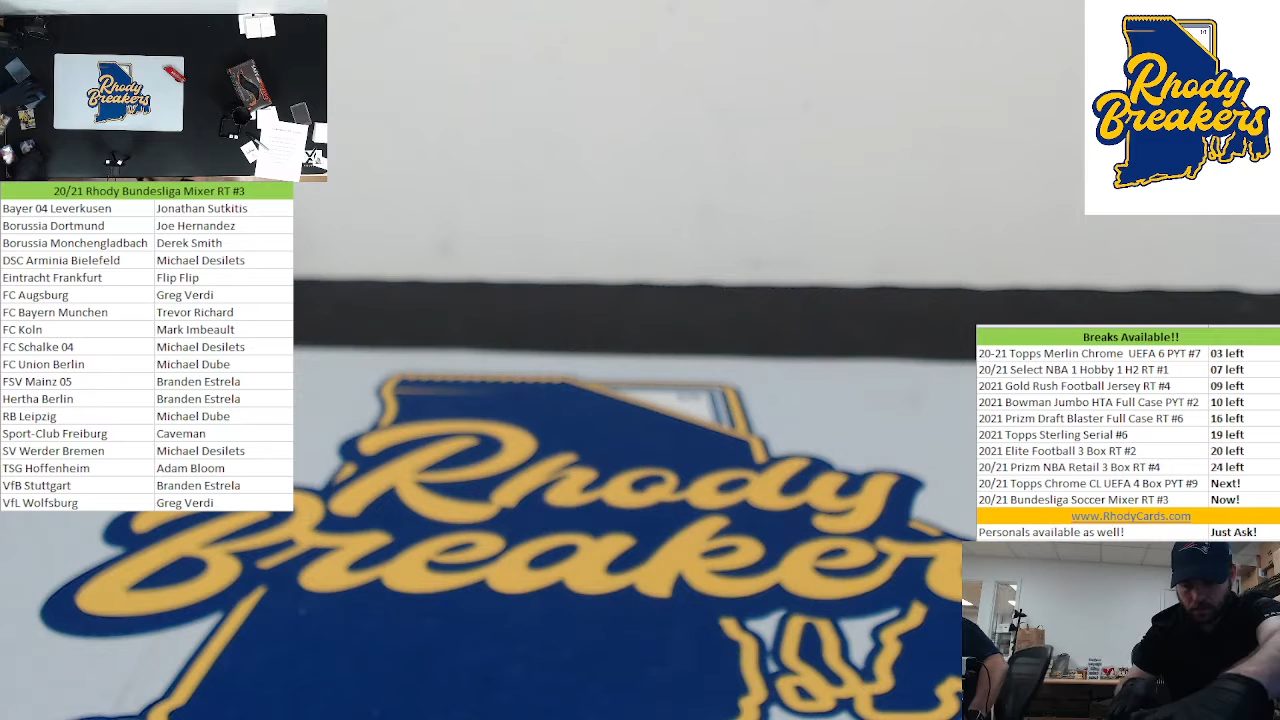 Rhody
Breakers
20/21 Rhody Bundesliga Mixer RT #3
Bayer 04 Leverkusen Jonathan Sutkitis
Borussia Dortmund Joe Hernandez
Borussia Monchengladbach Derek Smith
DSC Arminia Bielefeld Michael Desilets
Eintracht Frankfurt Flip Flip
FC Augsburg Greg Verdi
FC Bayern Munchen Trevor Richard
FC Koln Mark Imbeault
FC Schalke 04 Michael Desilets
FC Union Berlin Michael Dube
FSV Mainz 05 Branden Estrela
Hertha Berlin Branden Estrela
RB Leipzig Michael Dube
Sport-Club Freiburg Caveman
SV Werder Bremen Michael Desilets
TSG Hoffenheim Adam Bloom
VfB Stuttgart Branden Estrela
VfL Wolfsburg Greg Verdi
1/1
Rhody
Breakers
Breaks Available!!
20-21 Topps Merlin Chrome UEFA 6 PYT #7 03 left
20/21 Select NBA 1 Hobby 1 H2 RT #1 07 left
2021 Gold Rush Football Jersey RT #4 09 left
2021 Bowman Jumbo HTA Full Case PYT #2 10 left
2021 Prizm Draft Blaster Full Case RT #6 16 left
2021 Topps Sterling Serial #6 19 left
2021 Elite Football 3 Box RT #2 20 left
20/21 Prizm NBA Retail 3 Box RT #4 24 left
20/21 Topps Chrome CL UEFA 4 Box PYT #9 Next!
20/21 Bundesliga Soccer Mixer RT #3 Now!
www.RhodyCards.com
Personals available as well! Just Ask!
Rhody
Breaker